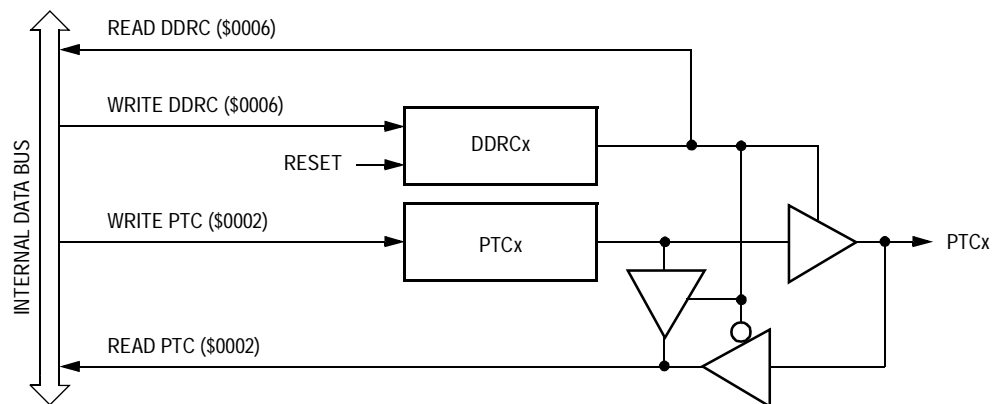 READ DDRC ($0006)
WRITE DDRC ($0006)
DDRCx
RESET
INTERNAL DATA BUS
WRITE PTC ($0002)
PTCx
PTCx
READ PTC ($0002)